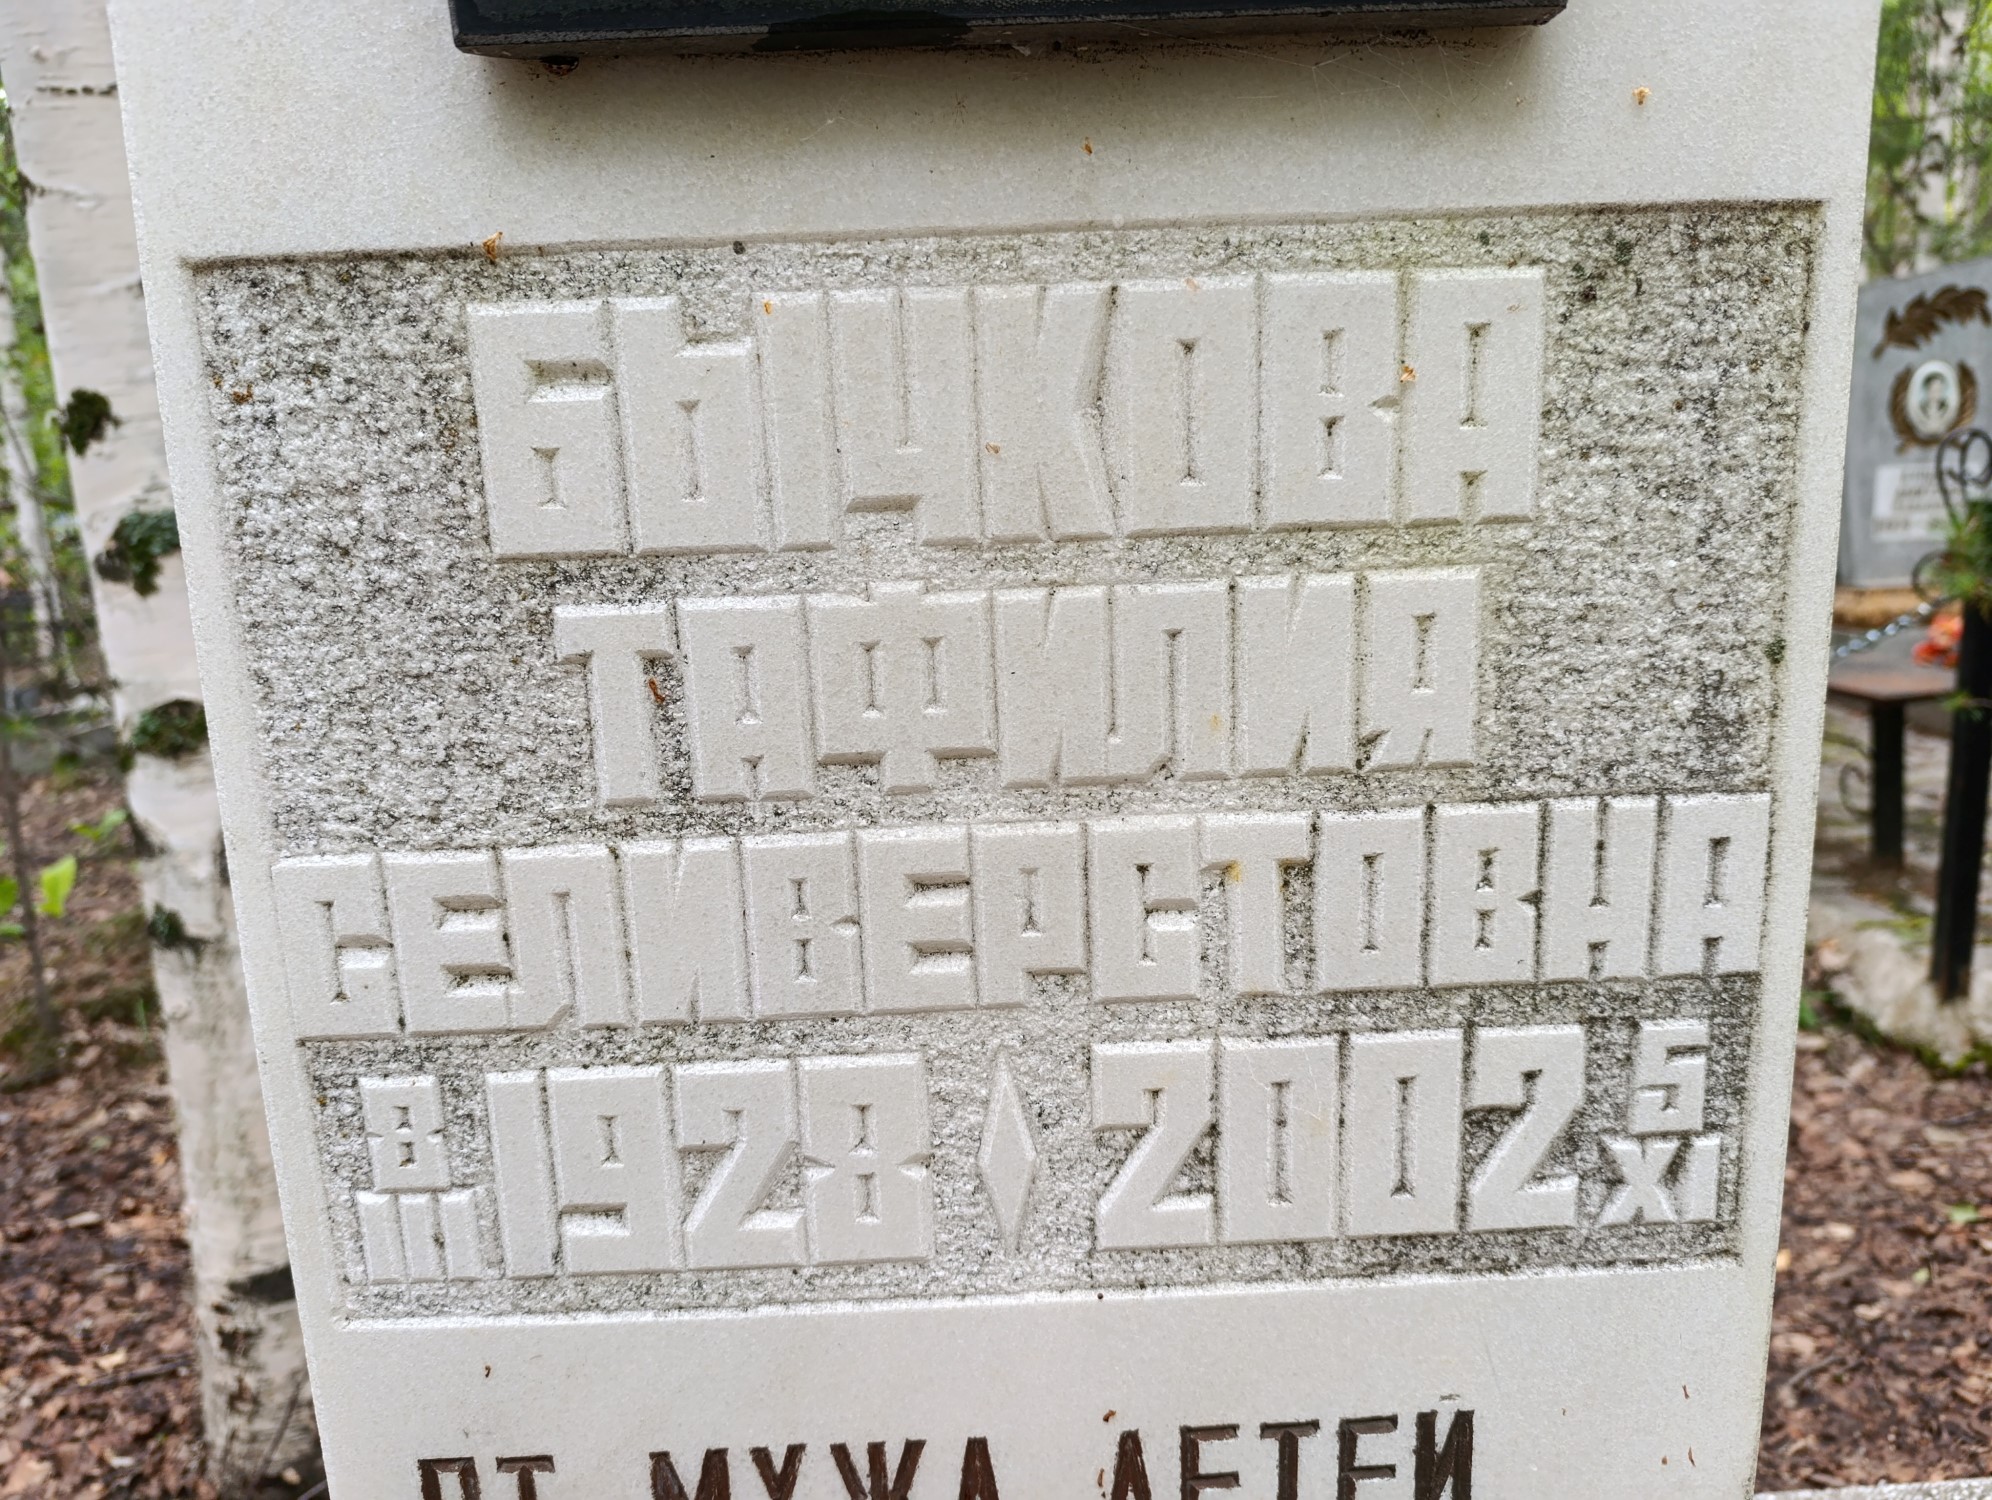 БЫЧКОВА
ТАФИЛИЯ
СЕЛИВЕРСТОВНА
8 III 1928 2002 5 XI
ОТ МУЖА ДЕТЕЙ